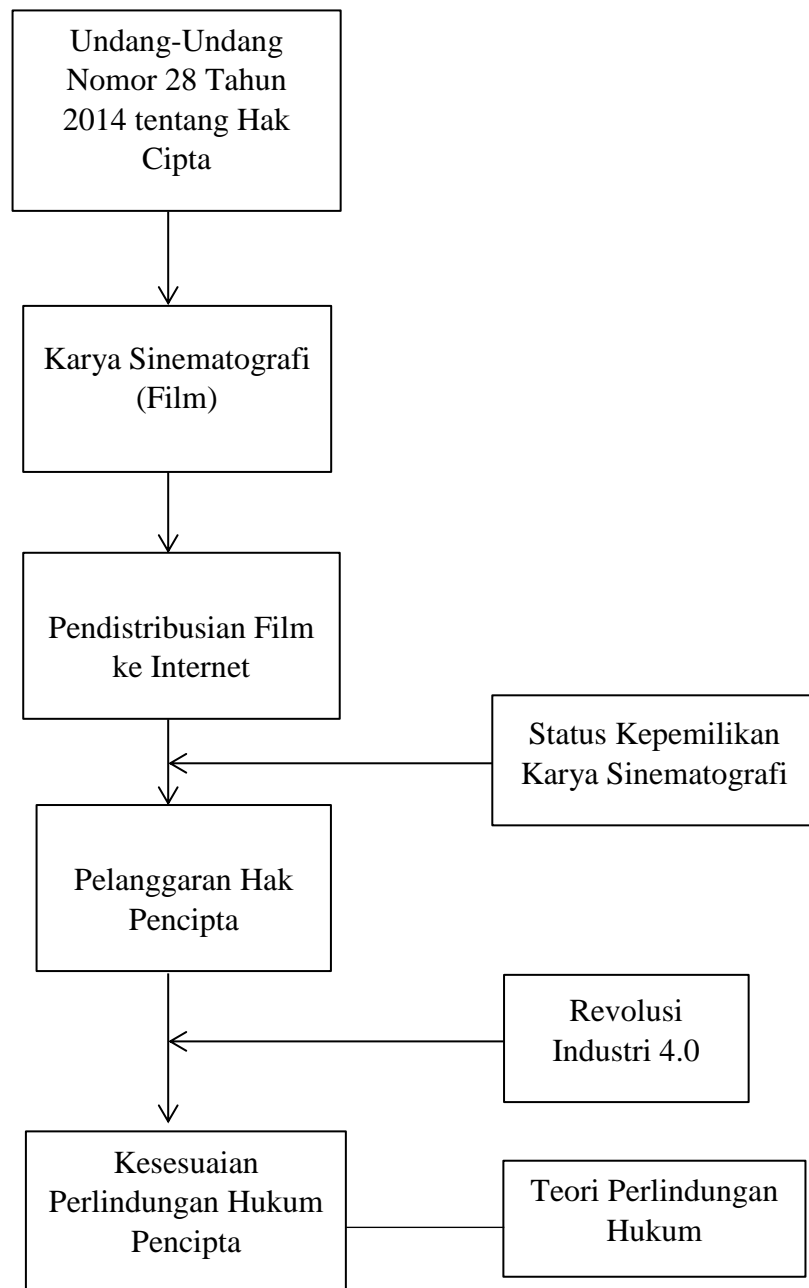 Undang-Undang
Nomor 28 Tahun
2014 tentang Hak
Cipta
Karya Sinematografi
(Film)
Pendistribusian Film
ke Internet
Status Kepemilikan
Karya Sinematografi
Pelanggaran Hak
Pencipta
Revolusi
Industri 4.0
Kesesuaian
Perlindungan Hukum
Pencipta
Teori Perlindungan
Hukum